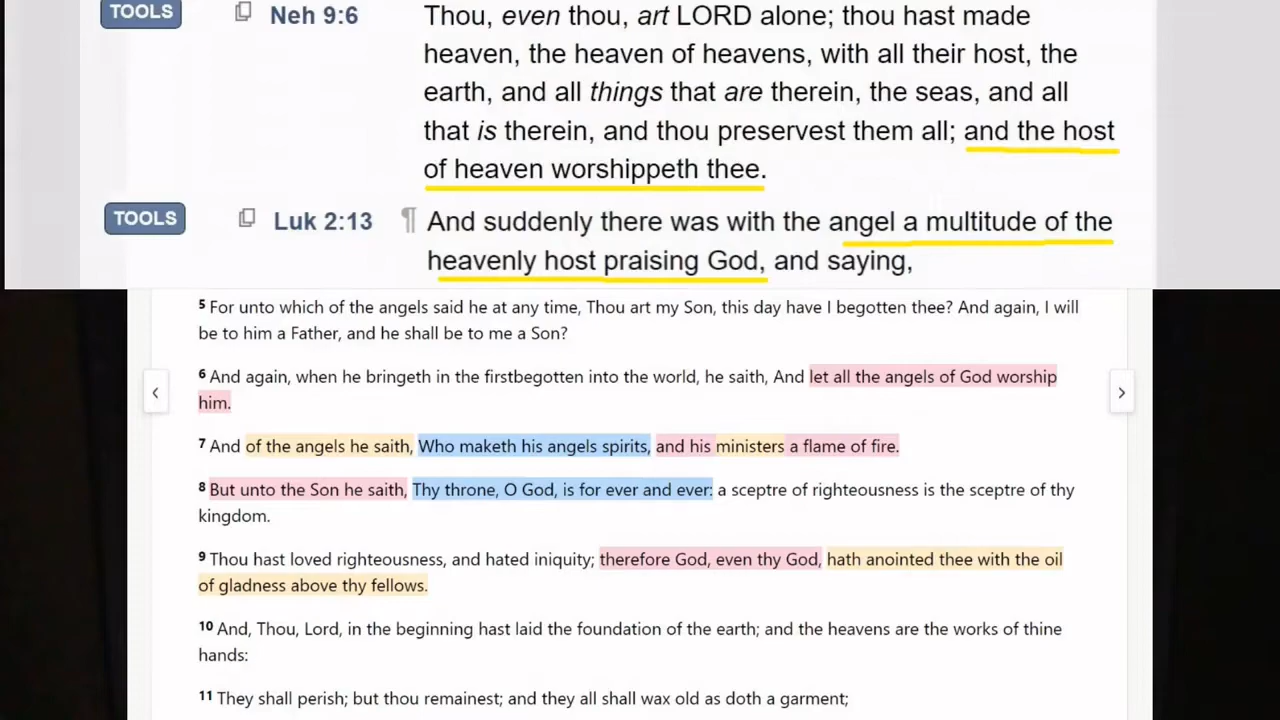 TOOLS Neh 9:6 Thou, even thou, art LORD alone; thou hast made
heaven, the heaven of heavens, with all their host, the
earth, and all things that are therein, the seas, and all
that is therein, and thou preservest them all; and the host
of heaven worshippeth thee.
TOOLS Luk 2:13 ¶ And suddenly there was with the angel a multitude of the
heavenly host praising God, and saying,
5 For unto which of the angels said he at any time, Thou art my Son, this day have I begotten thee? And again, I will
be to him a Father, and he shall be to me a Son?
6 And again, when he bringeth in the firstbegotten into the world, he saith, And let all the angels of God worship
him.
7 And of the angels he saith, Who maketh his angels spirits, and his ministers a flame of fire.
8 But unto the Son he saith, Thy throne, O God, is for ever and ever: a sceptre of righteousness is the sceptre of thy
kingdom.
9 Thou hast loved righteousness, and hated iniquity; therefore God, even thy God, hath anointed thee with the oil
of gladness above thy fellows.
10 And, Thou, Lord, in the beginning hast laid the foundation of the earth; and the heavens are the works of thine
hands:
11 They shall perish; but thou remainest; and they all shall wax old as doth a garment;